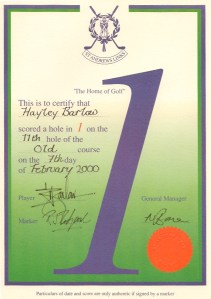 ST ANDREWS LINKS
"The Home of Golf"
This is to certify that
Hayley Barlow
scored a hole in 1 on the
11th hole of the
Old course
on the 7th day
of February 2000
1
Player
General Manager
Marker
Particulars of date and score are only authentic if signed by a marker